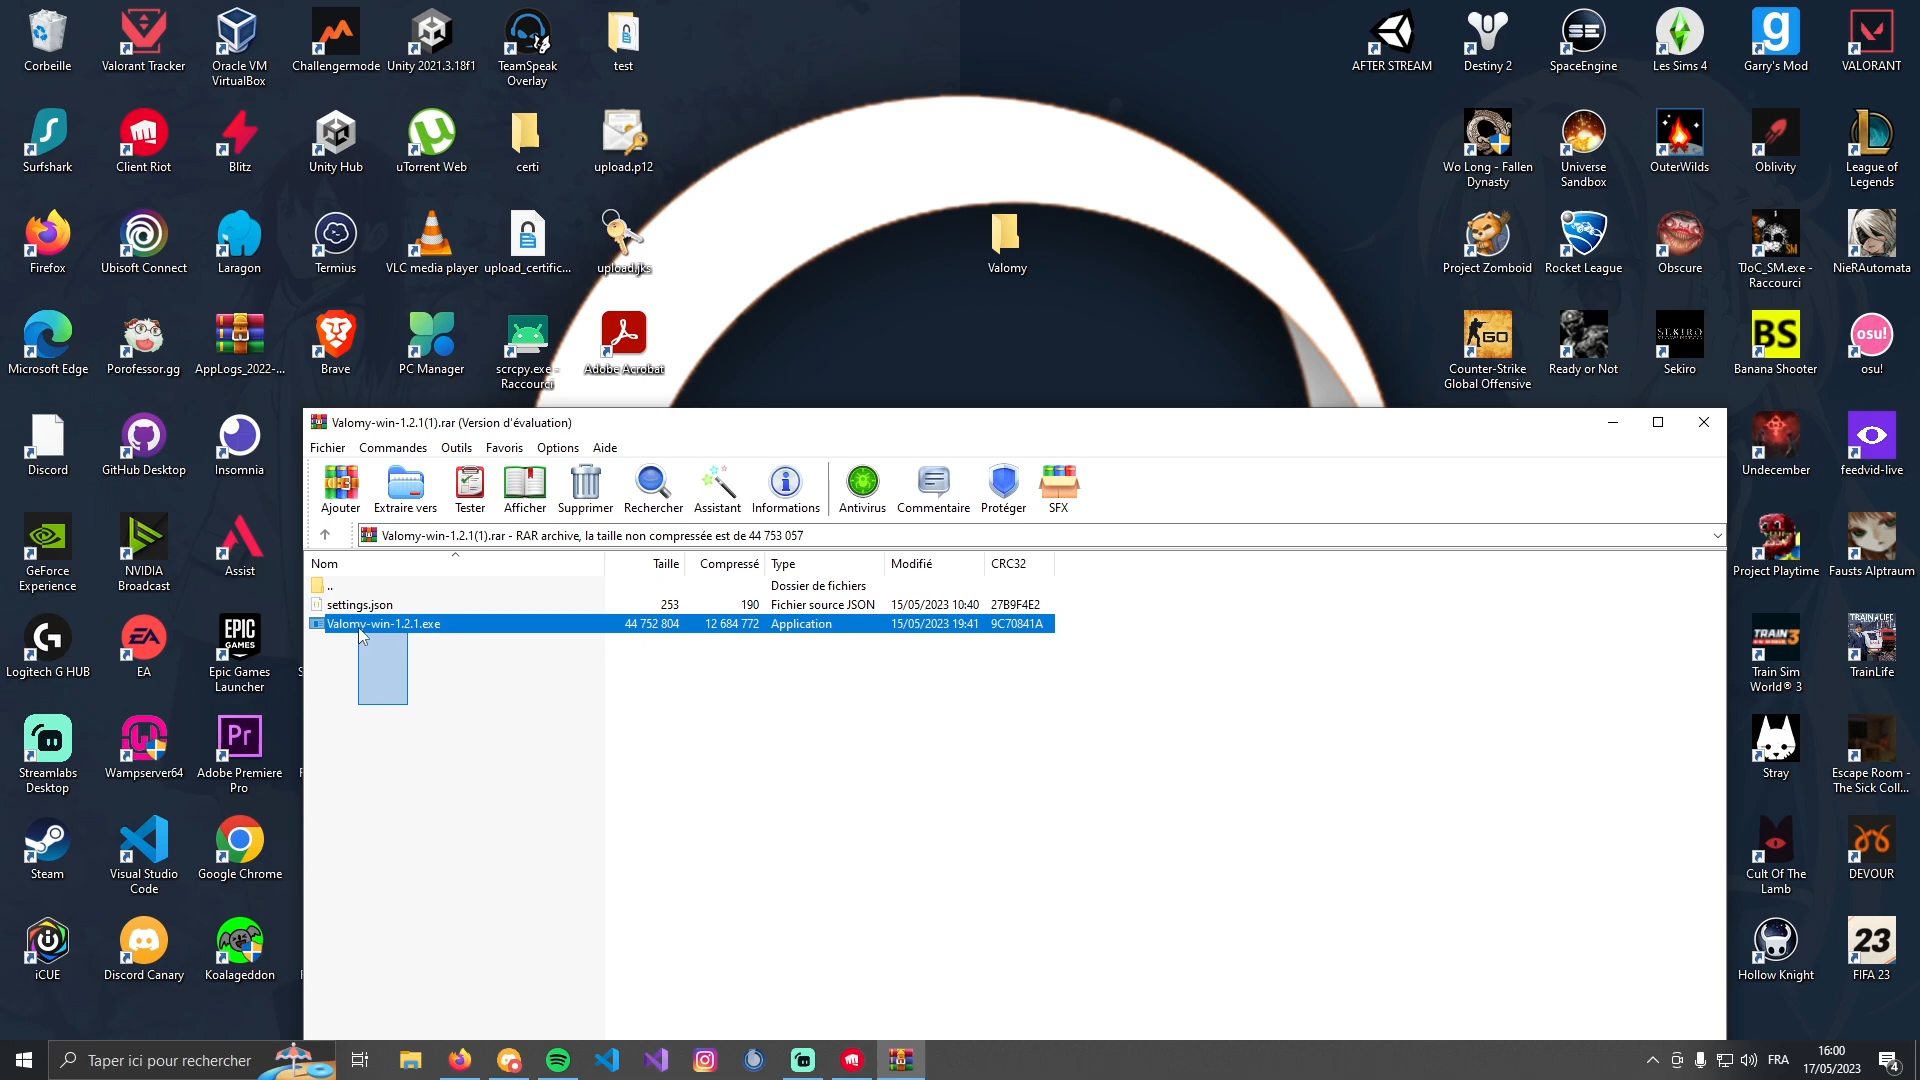 Corbeille
Valorant Tracker
Oracle VM
VirtualBox
Challengermode
Unity 2021.3.18f1
TeamSpeak
Overlay
test
AFTER STREAM
Destiny 2
SpaceEngine
Les Sims 4
Garry's Mod
VALORANT
Surfshark
Client Riot
Blitz
Unity Hub
uTorrent Web
certi
upload.p12
Wo Long - Fallen
Dynasty
Universe
Sandbox
OuterWilds
Oblivity
League of
Legends
Firefox
Ubisoft Connect
Laragon
Termius
VLC media player
upload_certific...
upload.jks
Valomy
Project Zomboid
Rocket League
Obscure
TJoC_SM.exe -
Raccourci
NieRAutomata
Microsoft Edge
Porofessor.gg
AppLogs_2022-...
Brave
PC Manager
scrcpy.exe -
Raccourci
Adobe Acrobat
Counter-Strike
Global Offensive
Ready or Not
Sekiro
Banana Shooter
osu!
Discord
GitHub Desktop
Insomnia
Undecember
feedvid-live
GeForce
Experience
NVIDIA
Broadcast
Assist
Project Playtime
Fausts Alptraum
Logitech G HUB
EA
Epic Games
Launcher
Train Sim
World® 3
TrainLife
Streamlabs
Desktop
Wampserver64
Adobe Premiere
Pro
Stray
Escape Room -
The Sick Coll...
Steam
Visual Studio
Code
Google Chrome
Cult Of The
Lamb
DEVOUR
iCUE
Discord Canary
Koalageddon
Hollow Knight
FIFA 23
Valomy-win-1.2.1(1).rar (Version d'évaluation)
Fichier Commandes Outils Favoris Options Aide
Ajouter Extraire vers Tester Afficher Supprimer Rechercher Assistant Informations Antivirus Commentaire Protéger SFX
Valomy-win-1.2.1(1).rar - RAR archive, la taille non compressée est de 44 753 057
Nom Taille Compressé Type Modifié CRC32
.. Dossier de fichiers
settings.json 253 190 Fichier source JSON 15/05/2023 10:40 27B9F4E2
Valomy-win-1.2.1.exe 44 752 804 12 684 772 Application 15/05/2023 19:41 9C70841A
Taper ici pour rechercher
FRA
16:00
17/05/2023
4